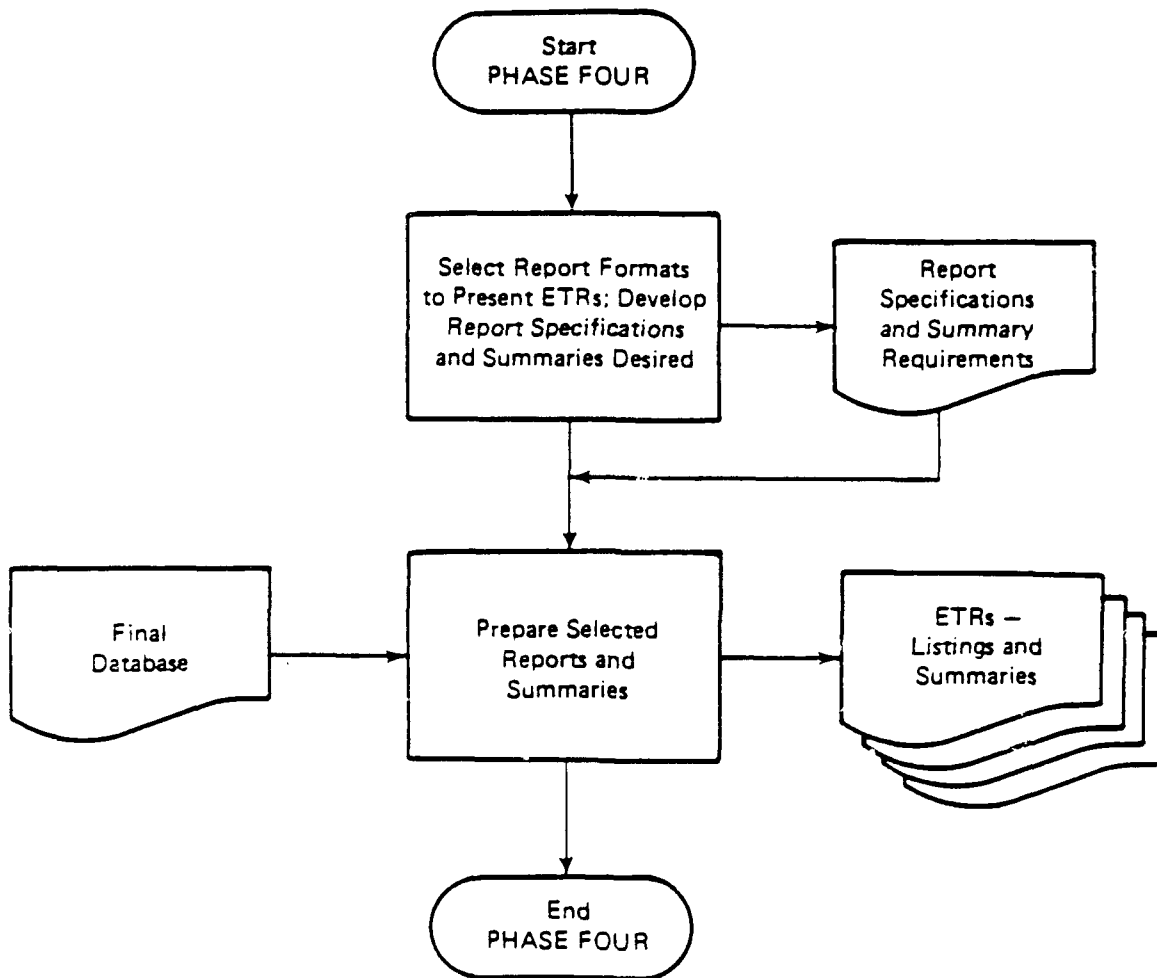 Start
PHASE FOUR
Select Report Formats
to Present ETRs; Develop
Report Specifications
and Summaries Desired
Report
Specifications
and Summary
Requirements
Final
Database
Prepare Selected
Reports and
Summaries
ETRs —
Listings and
Summaries
End
PHASE FOUR